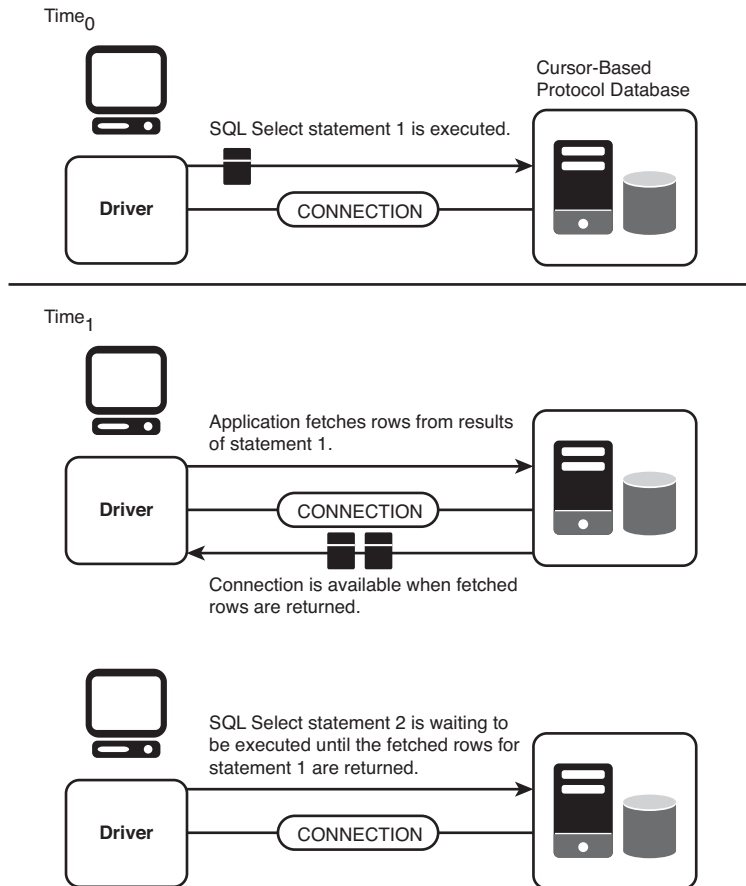 Time0
Cursor-Based
Protocol Database
SQL Select statement 1 is executed.
Driver
CONNECTION
Time1
Application fetches rows from results
of statement 1.
Driver
CONNECTION
Connection is available when fetched
rows are returned.
SQL Select statement 2 is waiting to
be executed until the fetched rows for
statement 1 are returned.
Driver
CONNECTION